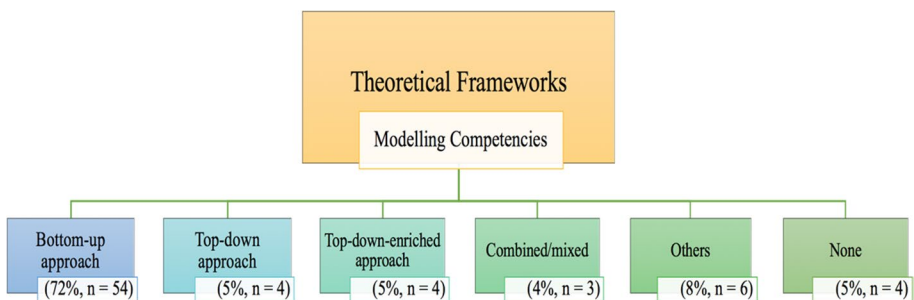 Theoretical Frameworks
Modelling Competencies
Bottom-up
approach
(72%, n = 54)
Top-down
approach
(5%, n = 4)
Top-down-enriched
approach
(5%, n = 4)
Combined/mixed
(4%, n = 3)
Others
(8%, n = 6)
None
(5%, n = 4)